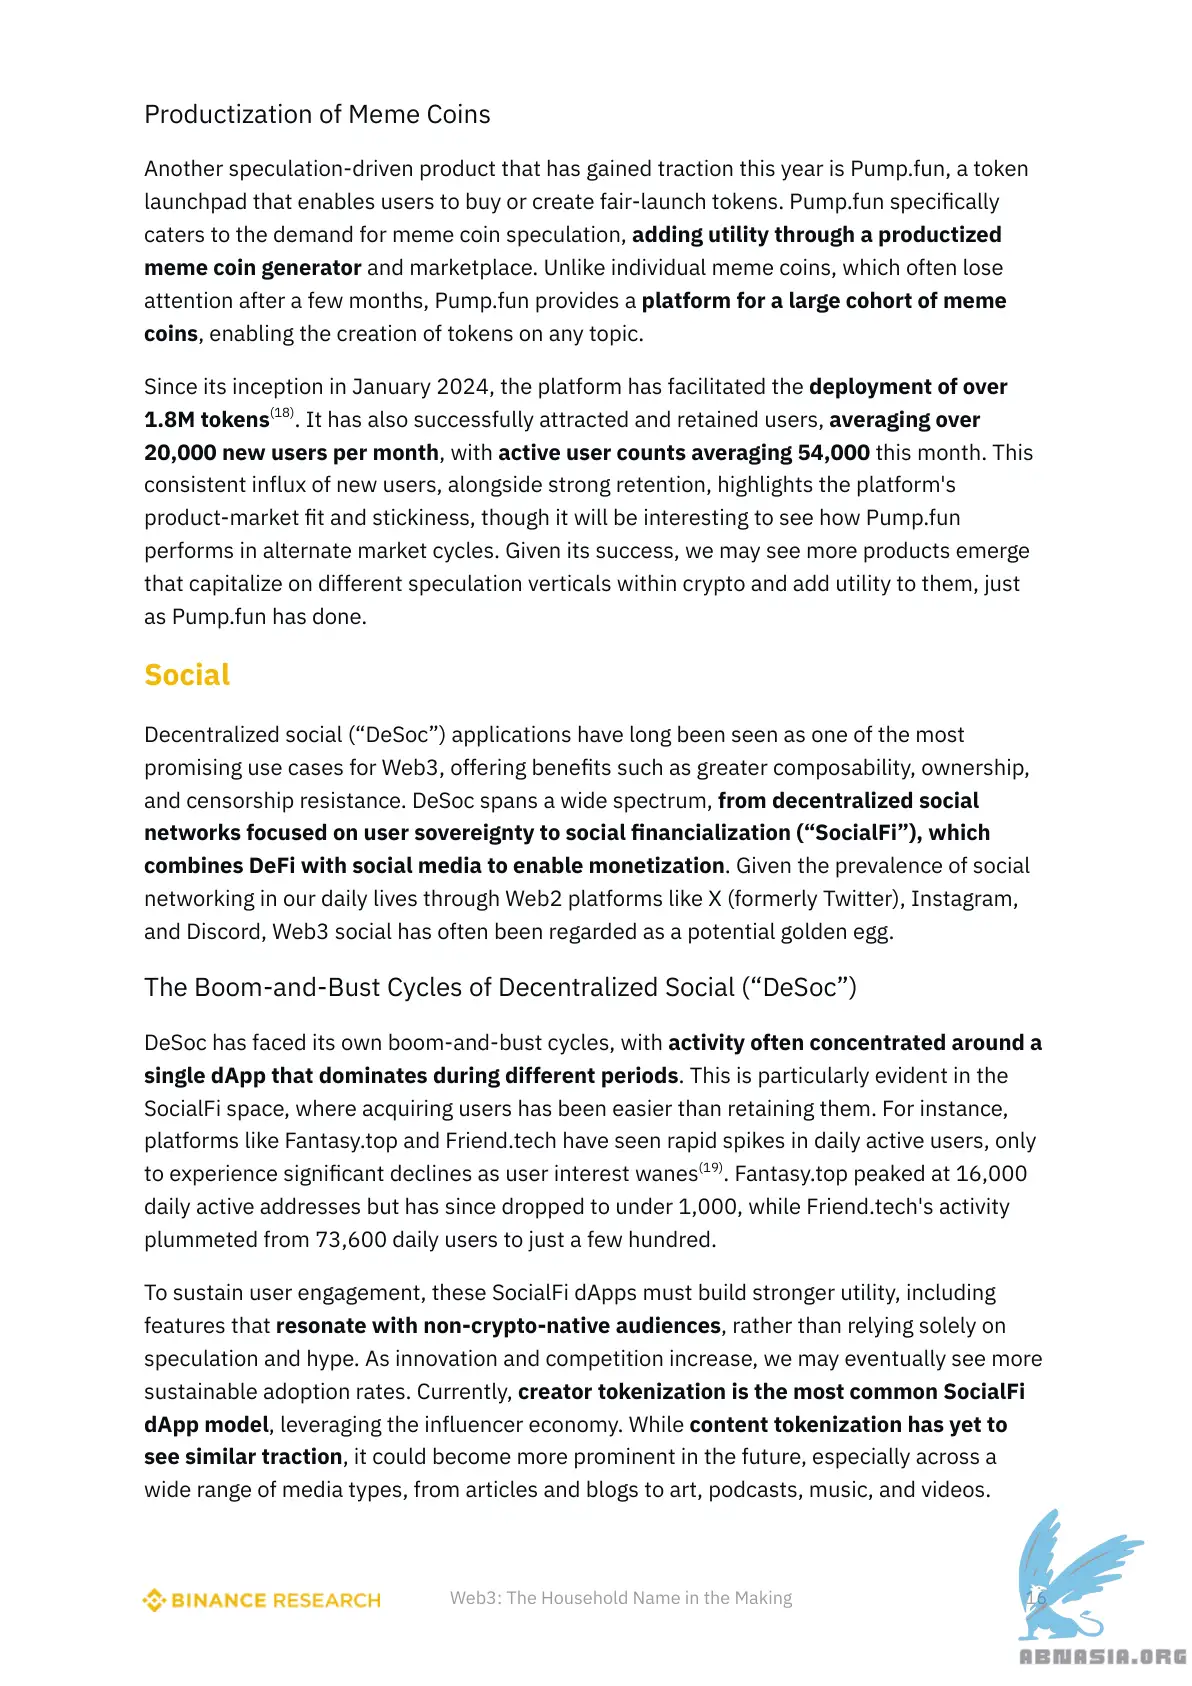 Productization of Meme Coins
Another speculation-driven product that has gained traction this year is Pump.fun, a token
launchpad that enables users to buy or create fair-launch tokens. Pump.fun specifically
caters to the demand for meme coin speculation, adding utility through a productized
meme coin generator and marketplace. Unlike individual meme coins, which often lose
attention after a few months, Pump.fun provides a platform for a large cohort of meme
coins, enabling the creation of tokens on any topic.
Since its inception in January 2024, the platform has facilitated the deployment of over
1.8M tokens(18). It has also successfully attracted and retained users, averaging over
20,000 new users per month, with active user counts averaging 54,000 this month. This
consistent influx of new users, alongside strong retention, highlights the platform's
product-market fit and stickiness, though it will be interesting to see how Pump.fun
performs in alternate market cycles. Given its success, we may see more products emerge
that capitalize on different speculation verticals within crypto and add utility to them, just
as Pump.fun has done.
Social
Decentralized social (“DeSoc”) applications have long been seen as one of the most
promising use cases for Web3, offering benefits such as greater composability, ownership,
and censorship resistance. DeSoc spans a wide spectrum, from decentralized social
networks focused on user sovereignty to social financialization (“SocialFi”), which
combines DeFi with social media to enable monetization. Given the prevalence of social
networking in our daily lives through Web2 platforms like X (formerly Twitter), Instagram,
and Discord, Web3 social has often been regarded as a potential golden egg.
The Boom-and-Bust Cycles of Decentralized Social (“DeSoc”)
DeSoc has faced its own boom-and-bust cycles, with activity often concentrated around a
single dApp that dominates during different periods. This is particularly evident in the
SocialFi space, where acquiring users has been easier than retaining them. For instance,
platforms like Fantasy.top and Friend.tech have seen rapid spikes in daily active users, only
to experience significant declines as user interest wanes(19). Fantasy.top peaked at 16,000
daily active addresses but has since dropped to under 1,000, while Friend.tech's activity
plummeted from 73,600 daily users to just a few hundred.
To sustain user engagement, these SocialFi dApps must build stronger utility, including
features that resonate with non-crypto-native audiences, rather than relying solely on
speculation and hype. As innovation and competition increase, we may eventually see more
sustainable adoption rates. Currently, creator tokenization is the most common SocialFi
dApp model, leveraging the influencer economy. While content tokenization has yet to
see similar traction, it could become more prominent in the future, especially across a
wide range of media types, from articles and blogs to art, podcasts, music, and videos.
BINANCE RESEARCH
Web3: The Household Name in the Making
16
ABNASIA.ORG